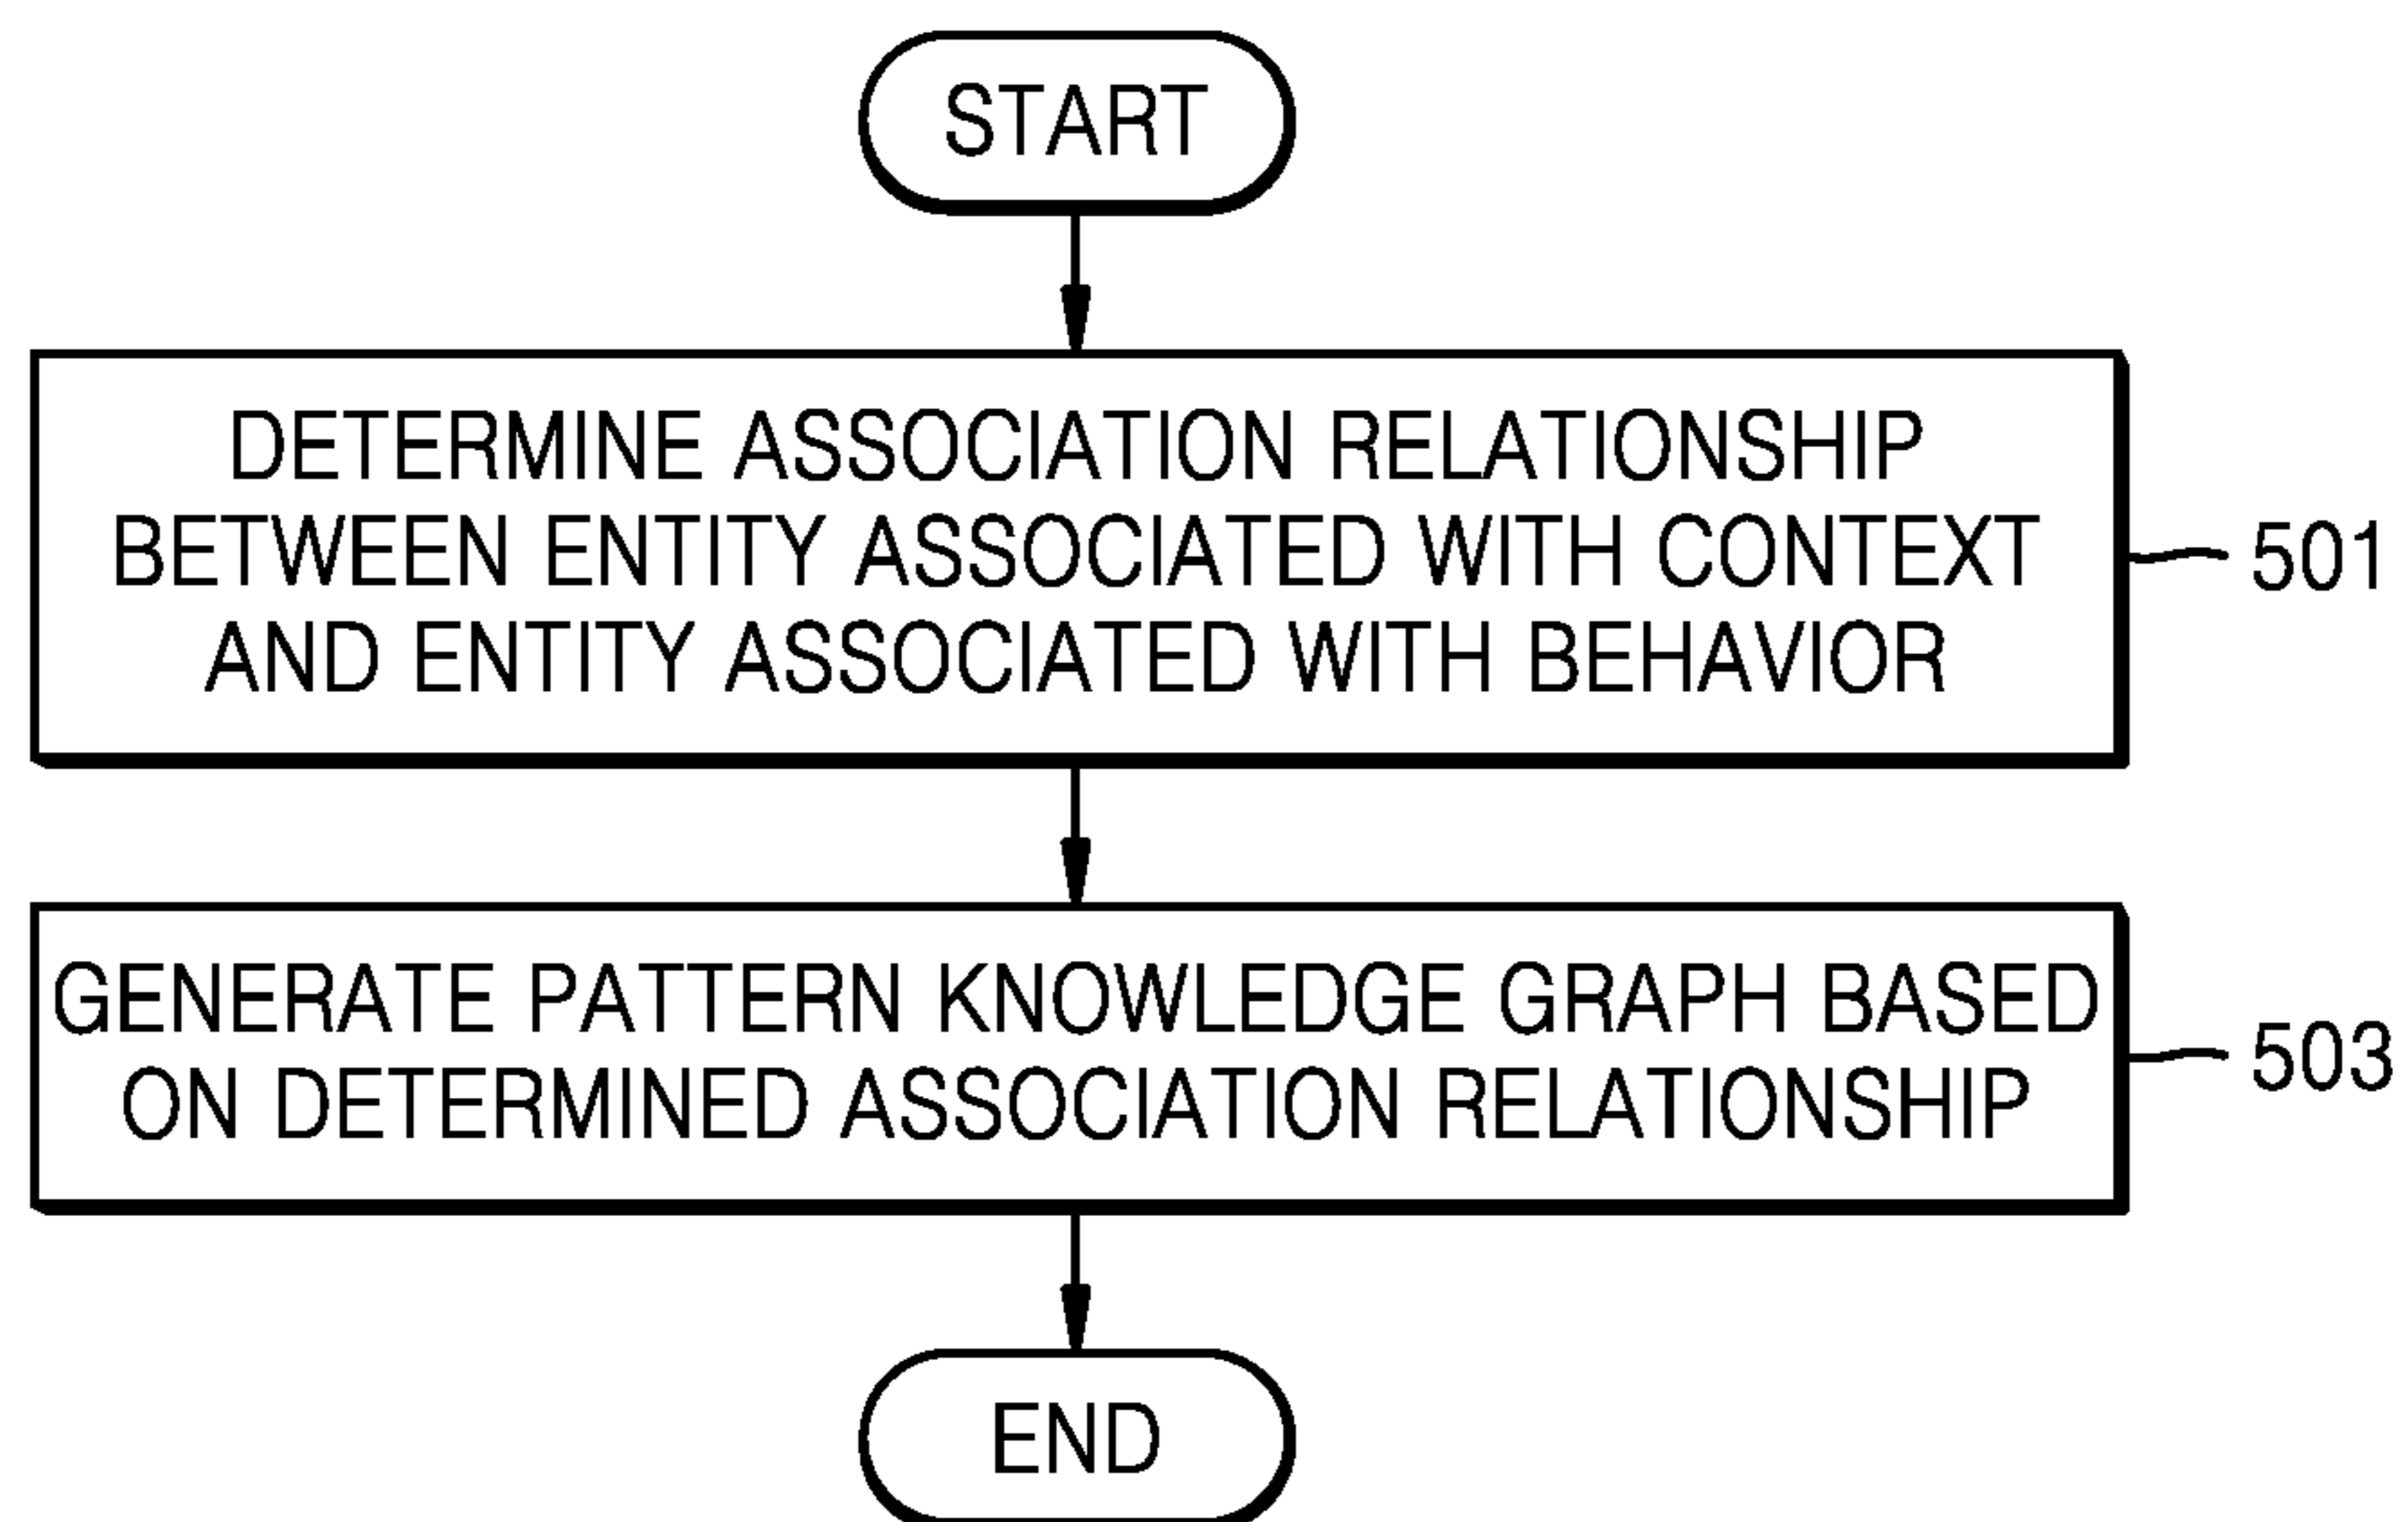 START
DETERMINE ASSOCIATION RELATIONSHIP
BETWEEN ENTITY ASSOCIATED WITH CONTEXT
AND ENTITY ASSOCIATED WITH BEHAVIOR
501
GENERATE PATTERN KNOWLEDGE GRAPH BASED
ON DETERMINED ASSOCIATION RELATIONSHIP
503
END